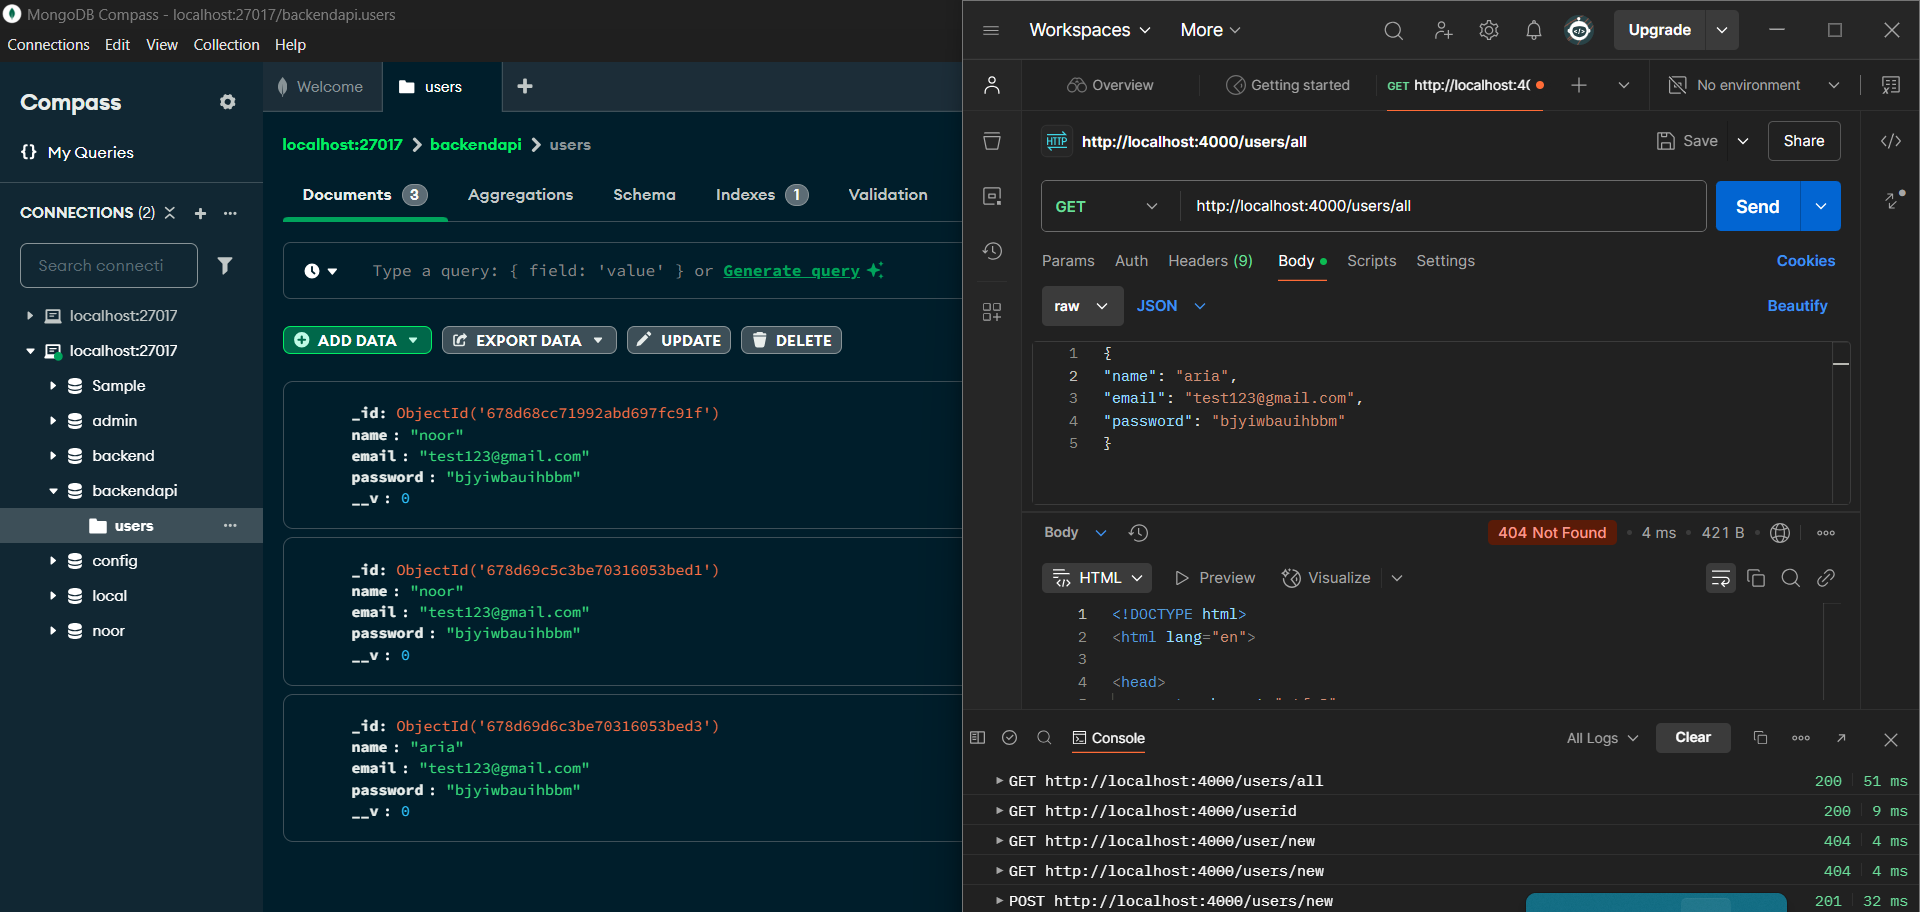 MongoDB Compass - localhost:27017/backendapi.users
Connections Edit View Collection Help
Compass
{} My Queries
CONNECTIONS (2)
Search connecti
localhost:27017
localhost:27017
Sample
admin
backend
backendapi
users
config
local
noor
Welcome
users
localhost:27017 > backendapi > users
Documents 3 Aggregations Schema Indexes 1 Validation
Type a query: { field: 'value' } or Generate query
ADD DATA EXPORT DATA UPDATE DELETE
_id: ObjectId('678d68cc71992abd697fc91f')
name : "noor"
email : "test123@gmail.com"
password : "bjyiwbauihbbm"
__v : 0
_id: ObjectId('678d69c5c3be70316053bed1')
name : "noor"
email : "test123@gmail.com"
password : "bjyiwbauihbbm"
__v : 0
_id: ObjectId('678d69d6c3be70316053bed3')
name : "aria"
email : "test123@gmail.com"
password : "bjyiwbauihbbm"
__v : 0
Workspaces More Upgrade
Overview Getting started GET http://localhost:40 No environment
HTTP http://localhost:4000/users/all Save Share
GET http://localhost:4000/users/all Send
Params Auth Headers (9) Body Scripts Settings Cookies
raw JSON Beautify
1 {
2 "name": "aria",
3 "email": "test123@gmail.com",
4 "password": "bjyiwbauihbbm"
5 }
Body 404 Not Found • 4 ms • 421 B
HTML Preview Visualize
1 <!DOCTYPE html>
2 <html lang="en">
3
4 <head>
Console All Logs Clear
GET http://localhost:4000/users/all 200 51 ms
GET http://localhost:4000/userid 200 9 ms
GET http://localhost:4000/user/new 404 4 ms
GET http://localhost:4000/users/new 404 4 ms
POST http://localhost:4000/users/new 201 32 ms